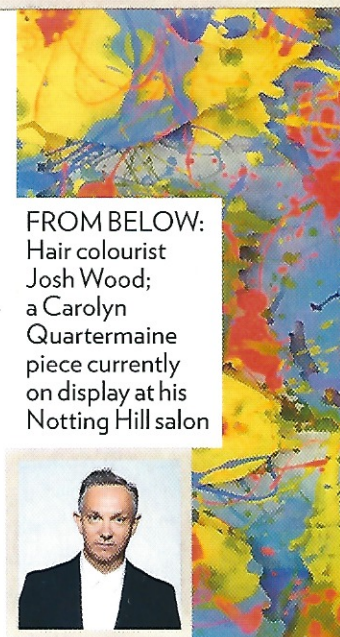 FROM BELOW:
Hair colourist
Josh Wood;
a Carolyn
Quartermaine
piece currently
on display at his
Notting Hill salon